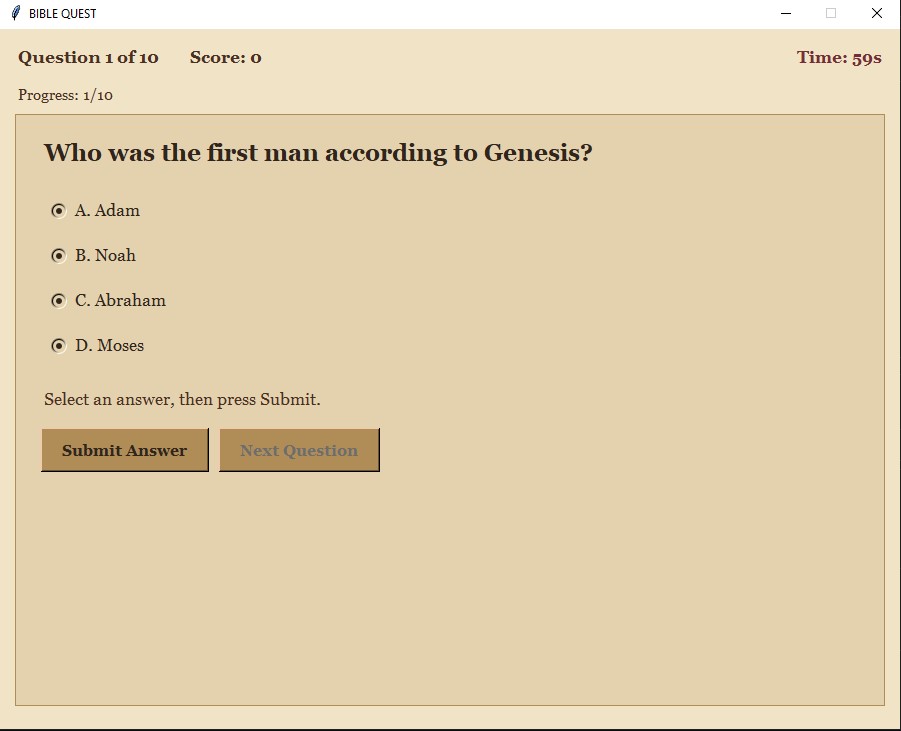 BIBLE QUEST
Question 1 of 10 Score: 0 Time: 59s
Progress: 1/10
Who was the first man according to Genesis?
A. Adam
B. Noah
C. Abraham
D. Moses
Select an answer, then press Submit.
Submit Answer Next Question